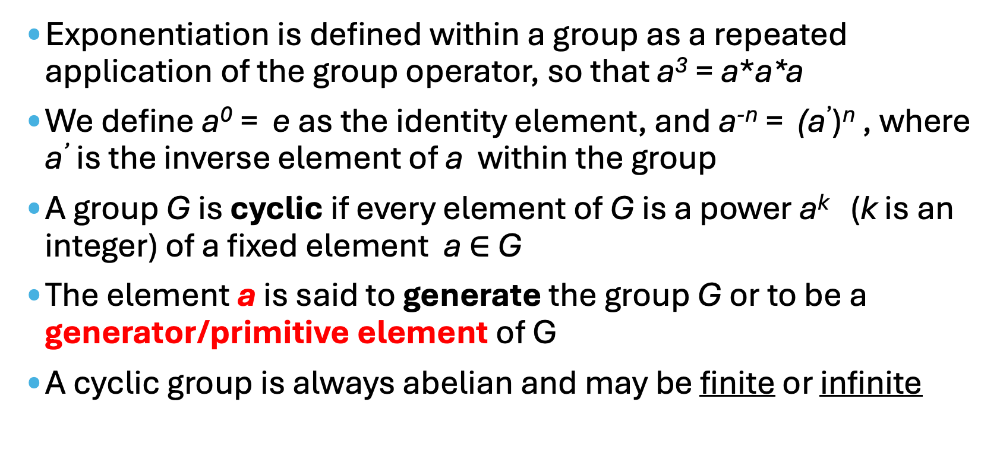 • Exponentiation is defined within a group as a repeated
application of the group operator, so that a³ = a*a*a
• We define a⁰ = e as the identity element, and a⁻ⁿ = (a’)ⁿ , where
a’ is the inverse element of a within the group
• A group G is cyclic if every element of G is a power aᵏ (k is an
integer) of a fixed element a ∈ G
• The element a is said to generate the group G or to be a
generator/primitive element of G
• A cyclic group is always abelian and may be finite or infinite